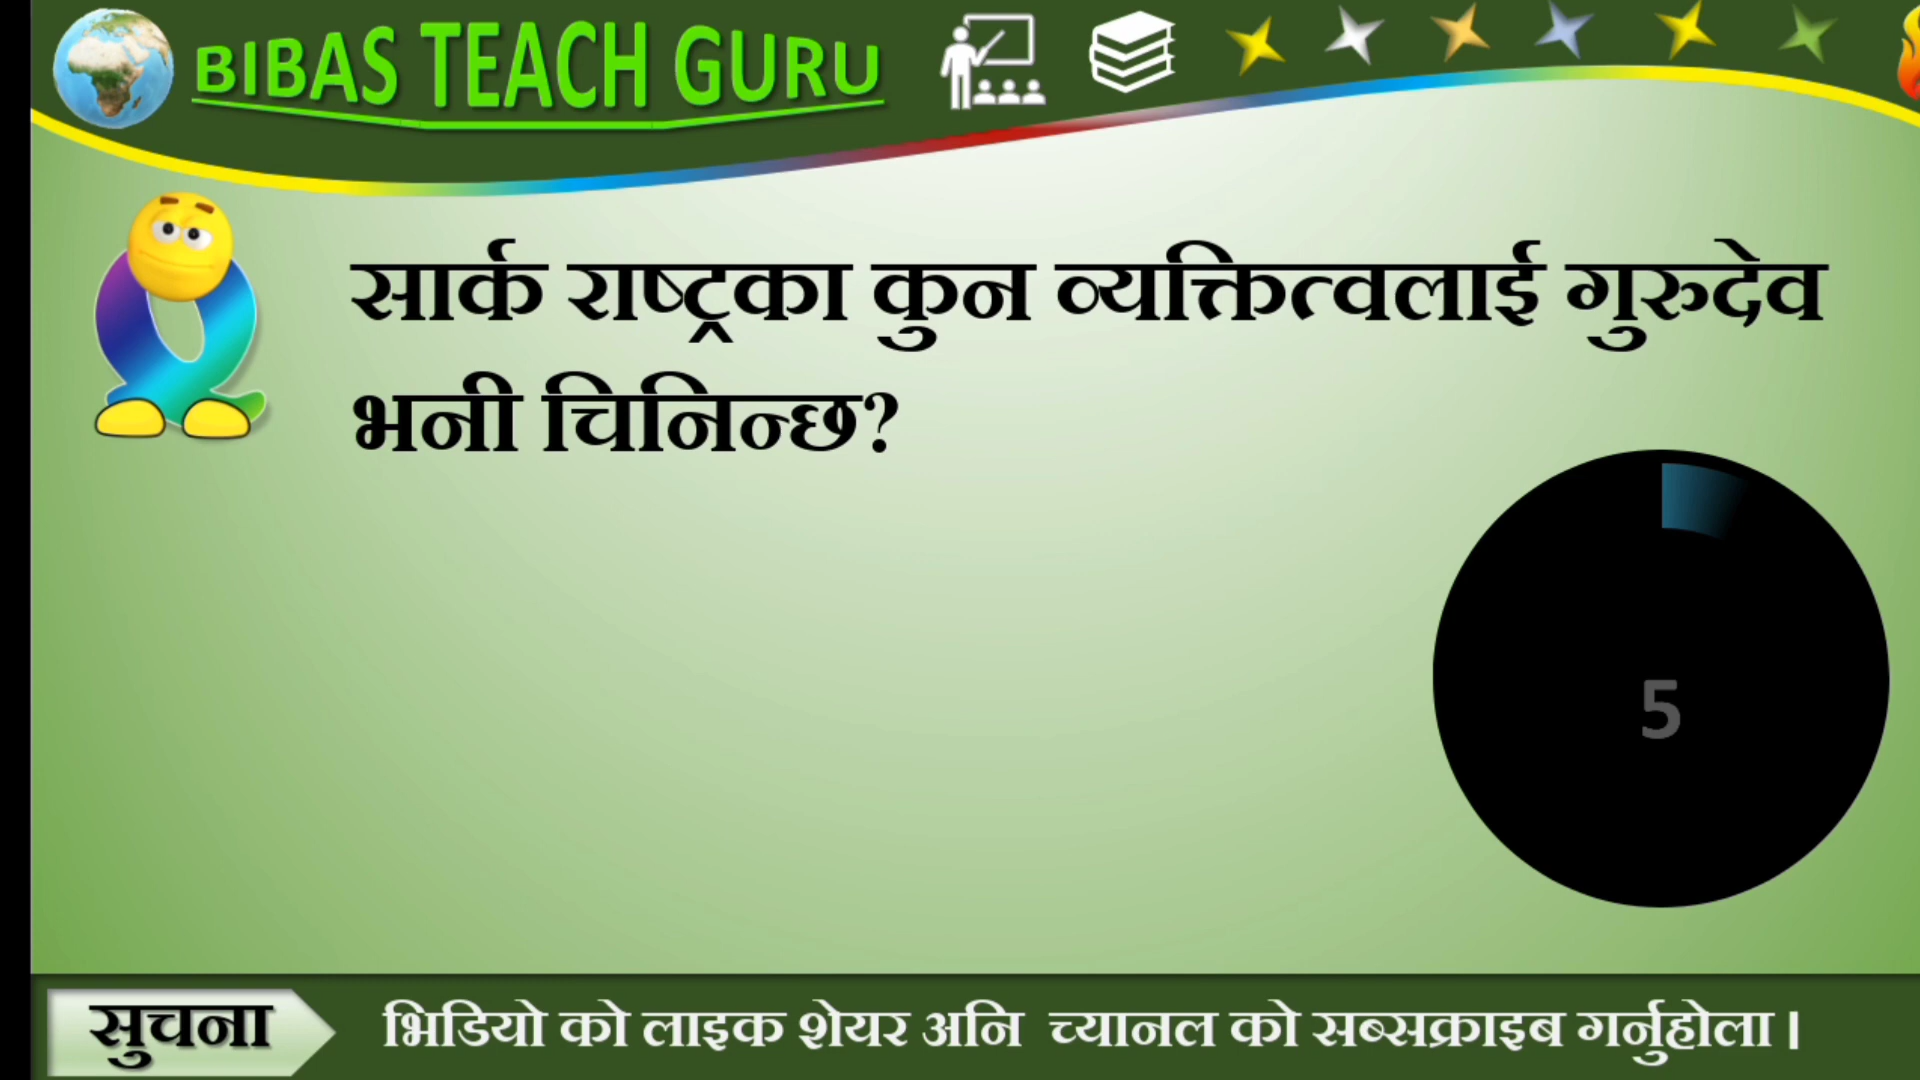 BIBAS TEACH GURU
सार्क राष्ट्रका कुन व्यक्तित्वलाई गुरुदेव
भनी चिनिन्छ?
5
सुचना
भिडियो को लाइक शेयर अनि च्यानल को सब्सक्राइब गर्नुहोला |